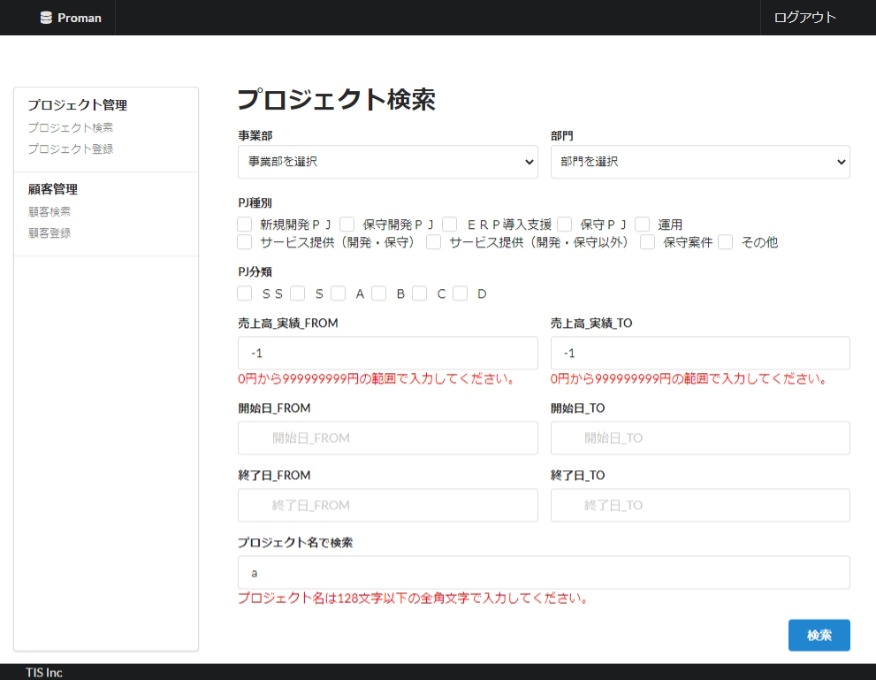 Proman ログアウト
プロジェクト管理
プロジェクト検索
プロジェクト登録
顧客管理
顧客検索
顧客登録
プロジェクト検索
事業部 部門
事業部を選択 部門を選択
PJ種別
新規開発ＰＪ 保守開発ＰＪ ＥＲＰ導入支援 保守ＰＪ 運用
サービス提供（開発・保守） サービス提供（開発・保守以外） 保守案件 その他
PJ分類
ＳＳ Ｓ Ａ Ｂ Ｃ Ｄ
売上高_実績_FROM 売上高_実績_TO
-1 -1
0円から999999999円の範囲で入力してください。 0円から999999999円の範囲で入力してください。
開始日_FROM 開始日_TO
開始日_FROM 開始日_TO
終了日_FROM 終了日_TO
終了日_FROM 終了日_TO
プロジェクト名で検索
a
プロジェクト名は128文字以下の全角文字で入力してください。
検索
TIS Inc